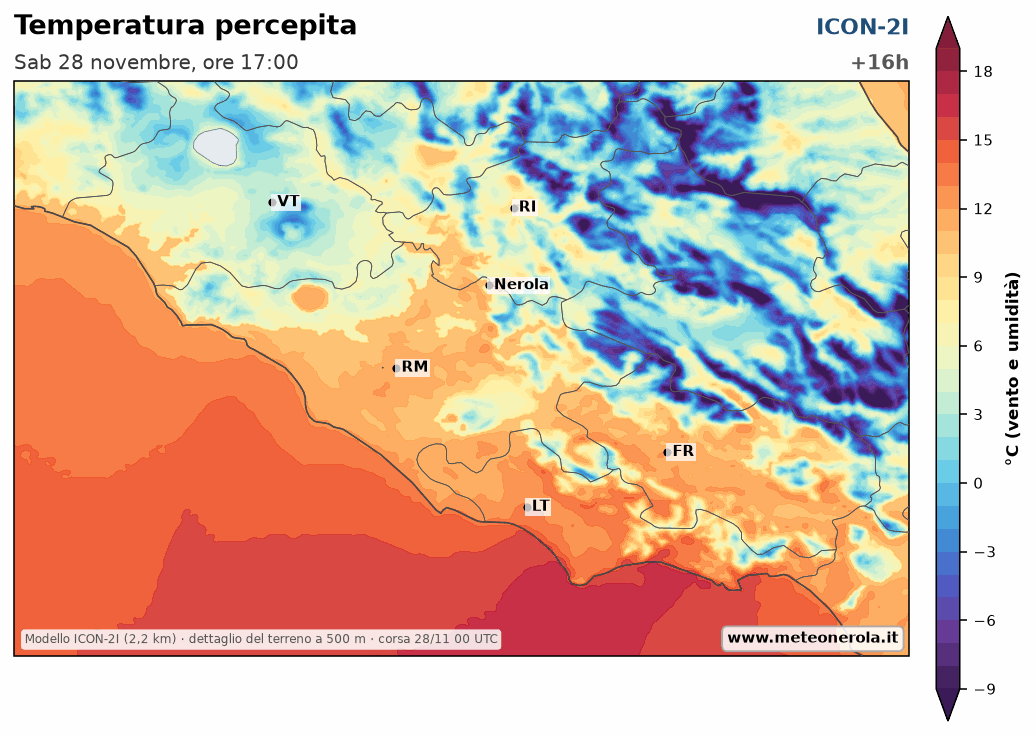 Temperatura percepita
ICON-2I
Sab 28 novembre, ore 17:00
+16h
VT
RI
Nerola
RM
FR
LT
Modello ICON-2I (2,2 km) · dettaglio del terreno a 500 m · corsa 28/11 00 UTC
www.meteonerola.it
18
15
12
9
6
3
0
−3
−6
−9
°C (vento e umidità)